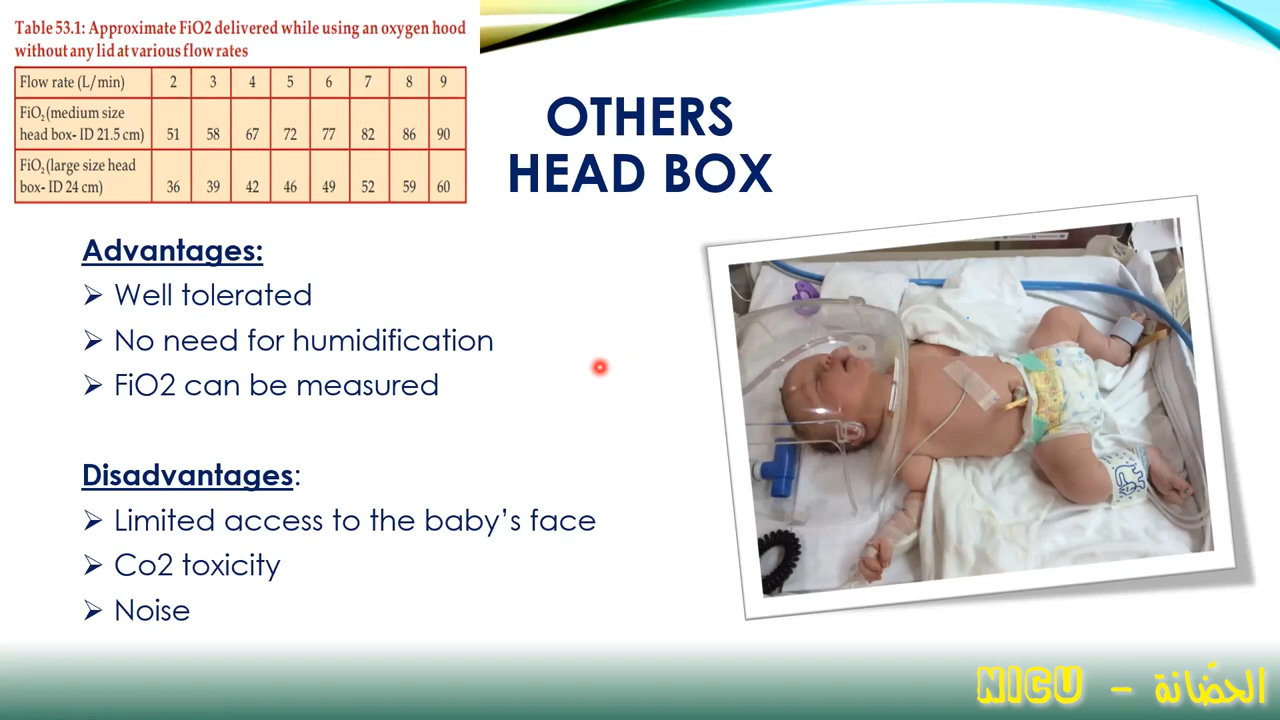 Table 53.1: Approximate FiO2 delivered while using an oxygen hood
without any lid at various flow rates
Flow rate (L/min) 2 3 4 5 6 7 8 9
FiO₂(medium size
head box- ID 21.5 cm) 51 58 67 72 77 82 86 90
FiO₂(large size head
box- ID 24 cm) 36 39 42 46 49 52 59 60
OTHERS
HEAD BOX
Advantages:
➢ Well tolerated
➢ No need for humidification
➢ FiO2 can be measured
Disadvantages:
➢ Limited access to the baby’s face
➢ Co2 toxicity
➢ Noise
NICU - الحضّانة